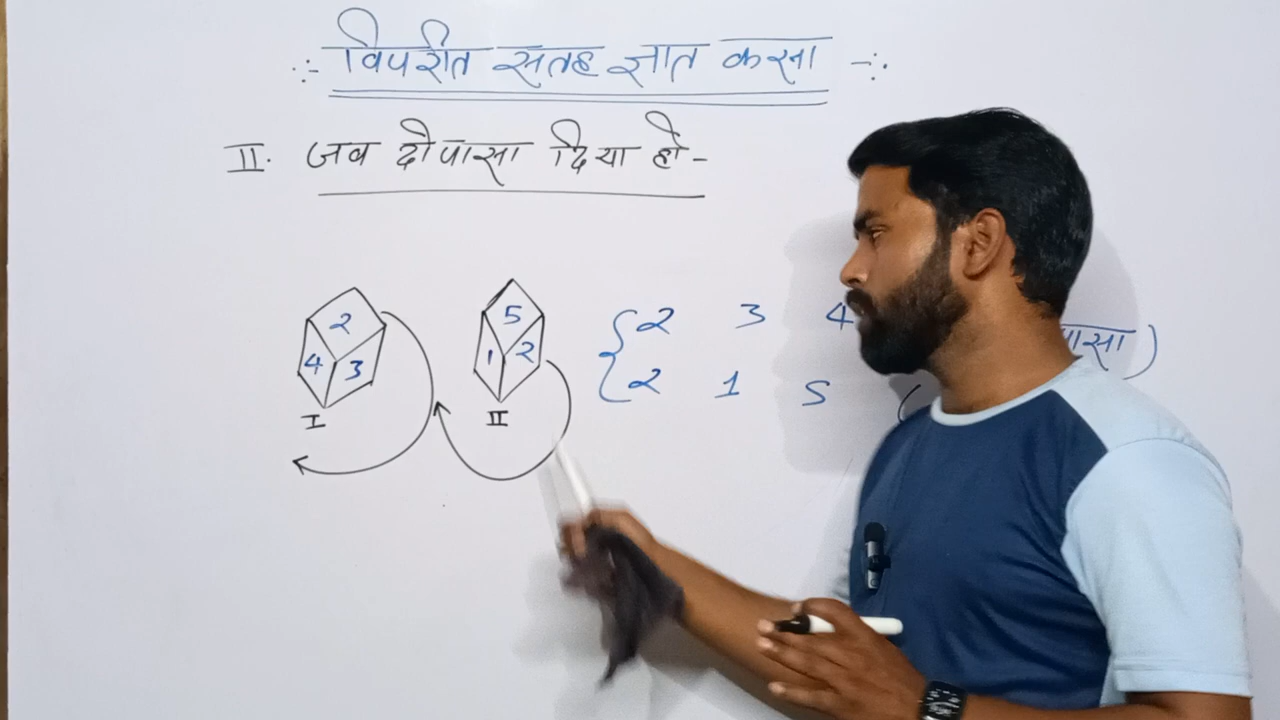 :- विपरीत सतह ज्ञात करना -:
II. जब दो पासा दिया हो-
2
4 3
I
5
1 2
II
2 3 4
2 1 5